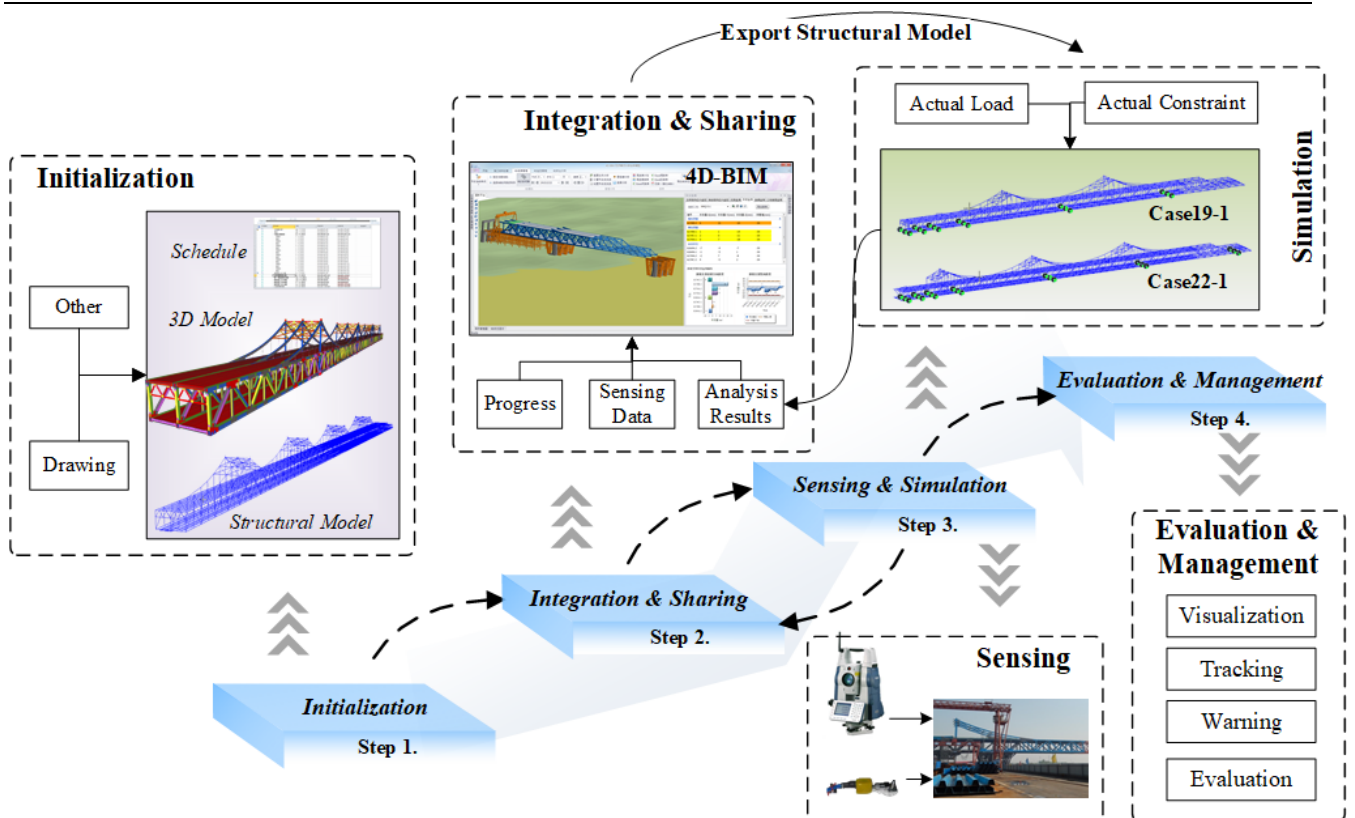 Export Structural Model
Initialization
Schedule
Other
3D Model
Drawing
Structural Model
Integration & Sharing
4D-BIM
Progress
Sensing
Data
Analysis
Results
Actual Load
Actual Constraint
Case19-1
Case22-1
Simulation
Evaluation & Management
Step 4.
Sensing & Simulation
Step 3.
Integration & Sharing
Step 2.
Initialization
Step 1.
Sensing
Evaluation &
Management
Visualization
Tracking
Warning
Evaluation